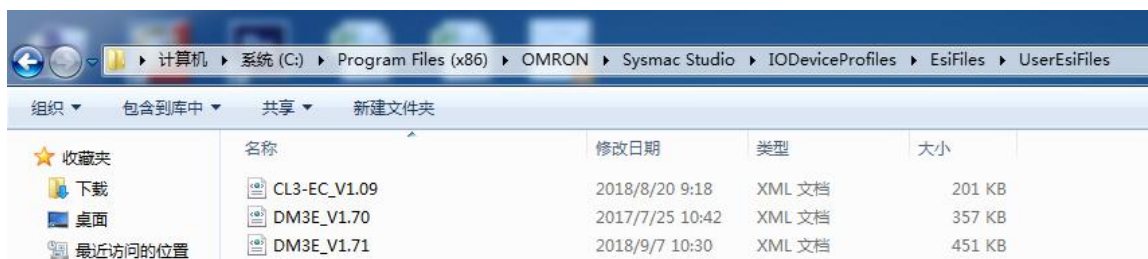 计算机 系统 (C:) Program Files (x86) OMRON Sysmac Studio IODeviceProfiles EsiFiles UserEsiFiles
组织 包含到库中 共享 新建文件夹
收藏夹 名称 修改日期 类型 大小
下载 CL3-EC_V1.09 2018/8/20 9:18 XML 文档 201 KB
桌面 DM3E_V1.70 2017/7/25 10:42 XML 文档 357 KB
最近访问的位置 DM3E_V1.71 2018/9/7 10:30 XML 文档 451 KB